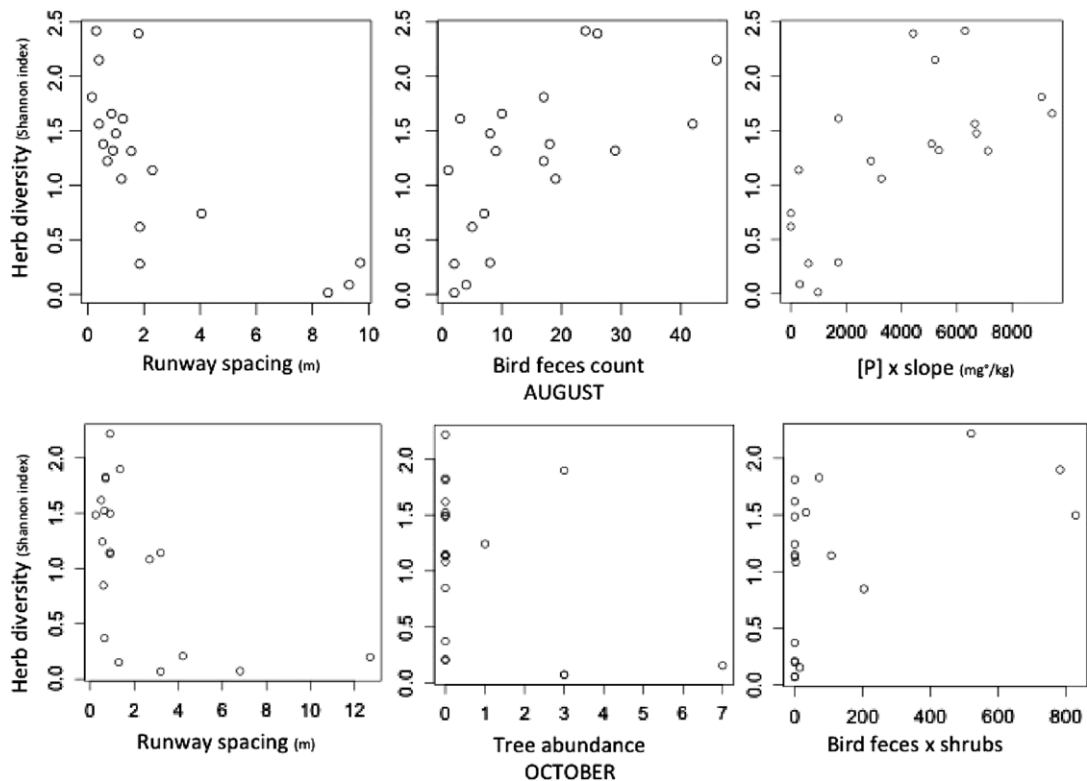 Herb diversity (Shannon index)
0.0 0.5 1.0 1.5 2.0 2.5
0 2 4 6 8 10
Runway spacing (m)
0.0 0.5 1.0 1.5 2.0 2.5
0 10 20 30 40
Bird feces count
AUGUST
0.0 0.5 1.0 1.5 2.0 2.5
0 2000 4000 6000 8000
[P] x slope (mg°/kg)
Herb diversity (Shannon index)
0.0 0.5 1.0 1.5 2.0
0 2 4 6 8 10 12
Runway spacing (m)
0.0 0.5 1.0 1.5 2.0
0 1 2 3 4 5 6 7
Tree abundance
OCTOBER
0.0 0.5 1.0 1.5 2.0
0 200 400 600 800
Bird feces x shrubs